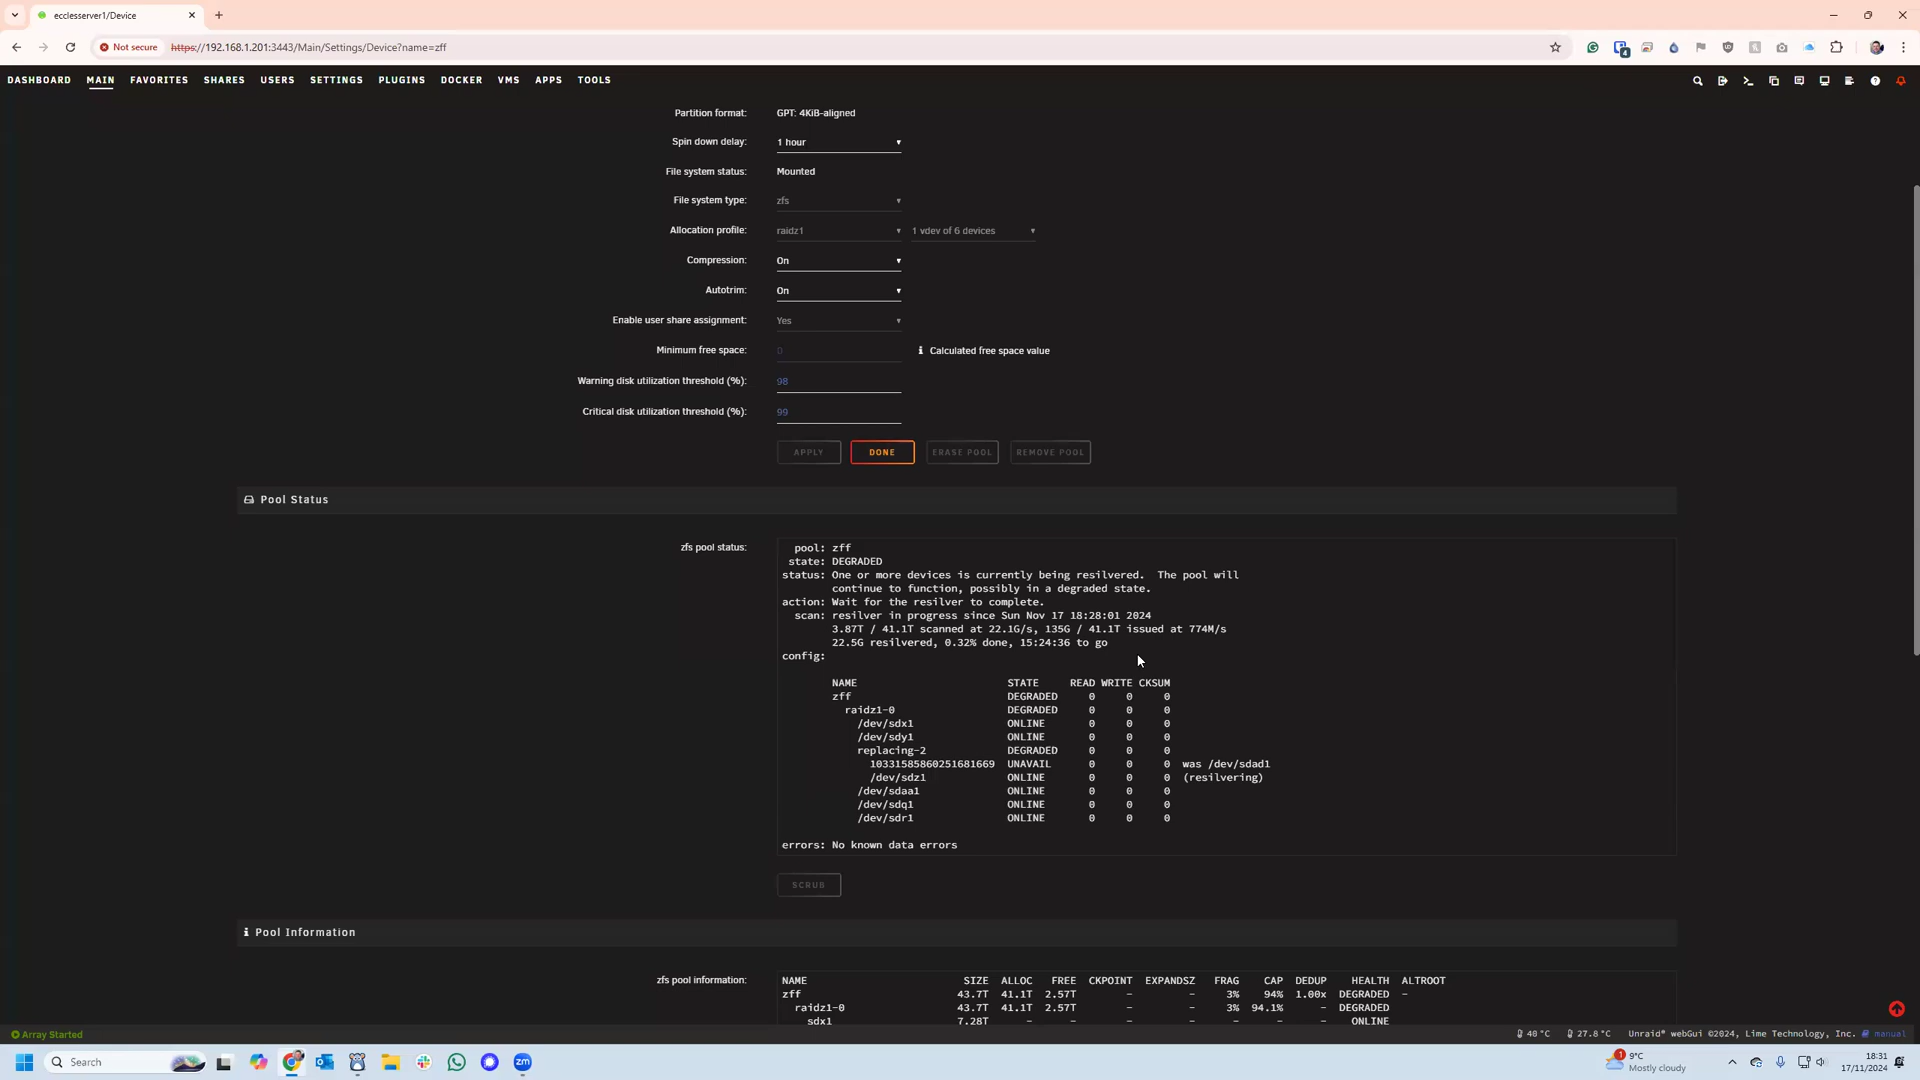 ecclesserver1/Device
Not secure https://192.168.1.201:3443/Main/Settings/Device?name=zff
4
DASHBOARD MAIN FAVORITES SHARES USERS SETTINGS PLUGINS DOCKER VMS APPS TOOLS
Partition format: GPT: 4KiB-aligned
Spin down delay: 1 hour
File system status: Mounted
File system type: zfs
Allocation profile: raidz1 1 vdev of 6 devices
Compression: On
Autotrim: On
Enable user share assignment: Yes
Minimum free space: 0 Calculated free space value
Warning disk utilization threshold (%): 98
Critical disk utilization threshold (%): 99
APPLY DONE ERASE POOL REMOVE POOL
Pool Status
zfs pool status:
pool: zff
state: DEGRADED
status: One or more devices is currently being resilvered. The pool will
continue to function, possibly in a degraded state.
action: Wait for the resilver to complete.
scan: resilver in progress since Sun Nov 17 18:28:01 2024
3.87T / 41.1T scanned at 22.1G/s, 135G / 41.1T issued at 774M/s
22.5G resilvered, 0.32% done, 15:24:36 to go
config:
NAME STATE READ WRITE CKSUM
zff DEGRADED 0 0 0
raidz1-0 DEGRADED 0 0 0
/dev/sdx1 ONLINE 0 0 0
/dev/sdy1 ONLINE 0 0 0
replacing-2 DEGRADED 0 0 0
10331585860251681669 UNAVAIL 0 0 0 was /dev/sdad1
/dev/sdz1 ONLINE 0 0 0 (resilvering)
/dev/sdaa1 ONLINE 0 0 0
/dev/sdq1 ONLINE 0 0 0
/dev/sdr1 ONLINE 0 0 0
errors: No known data errors
SCRUB
Pool Information
zfs pool information:
NAME SIZE ALLOC FREE CKPOINT EXPANDSZ FRAG CAP DEDUP HEALTH ALTROOT
zff 43.7T 41.1T 2.57T - - 3% 94% 1.00x DEGRADED -
raidz1-0 43.7T 41.1T 2.57T - - 3% 94.1% - DEGRADED
sdx1 7.28T - - - - - - - ONLINE
Array Started 40 °C 27.8 °C Unraid® webGui ©2024, Lime Technology, Inc. manual
Search
zm
1
9°C
Mostly cloudy
18:31
17/11/2024